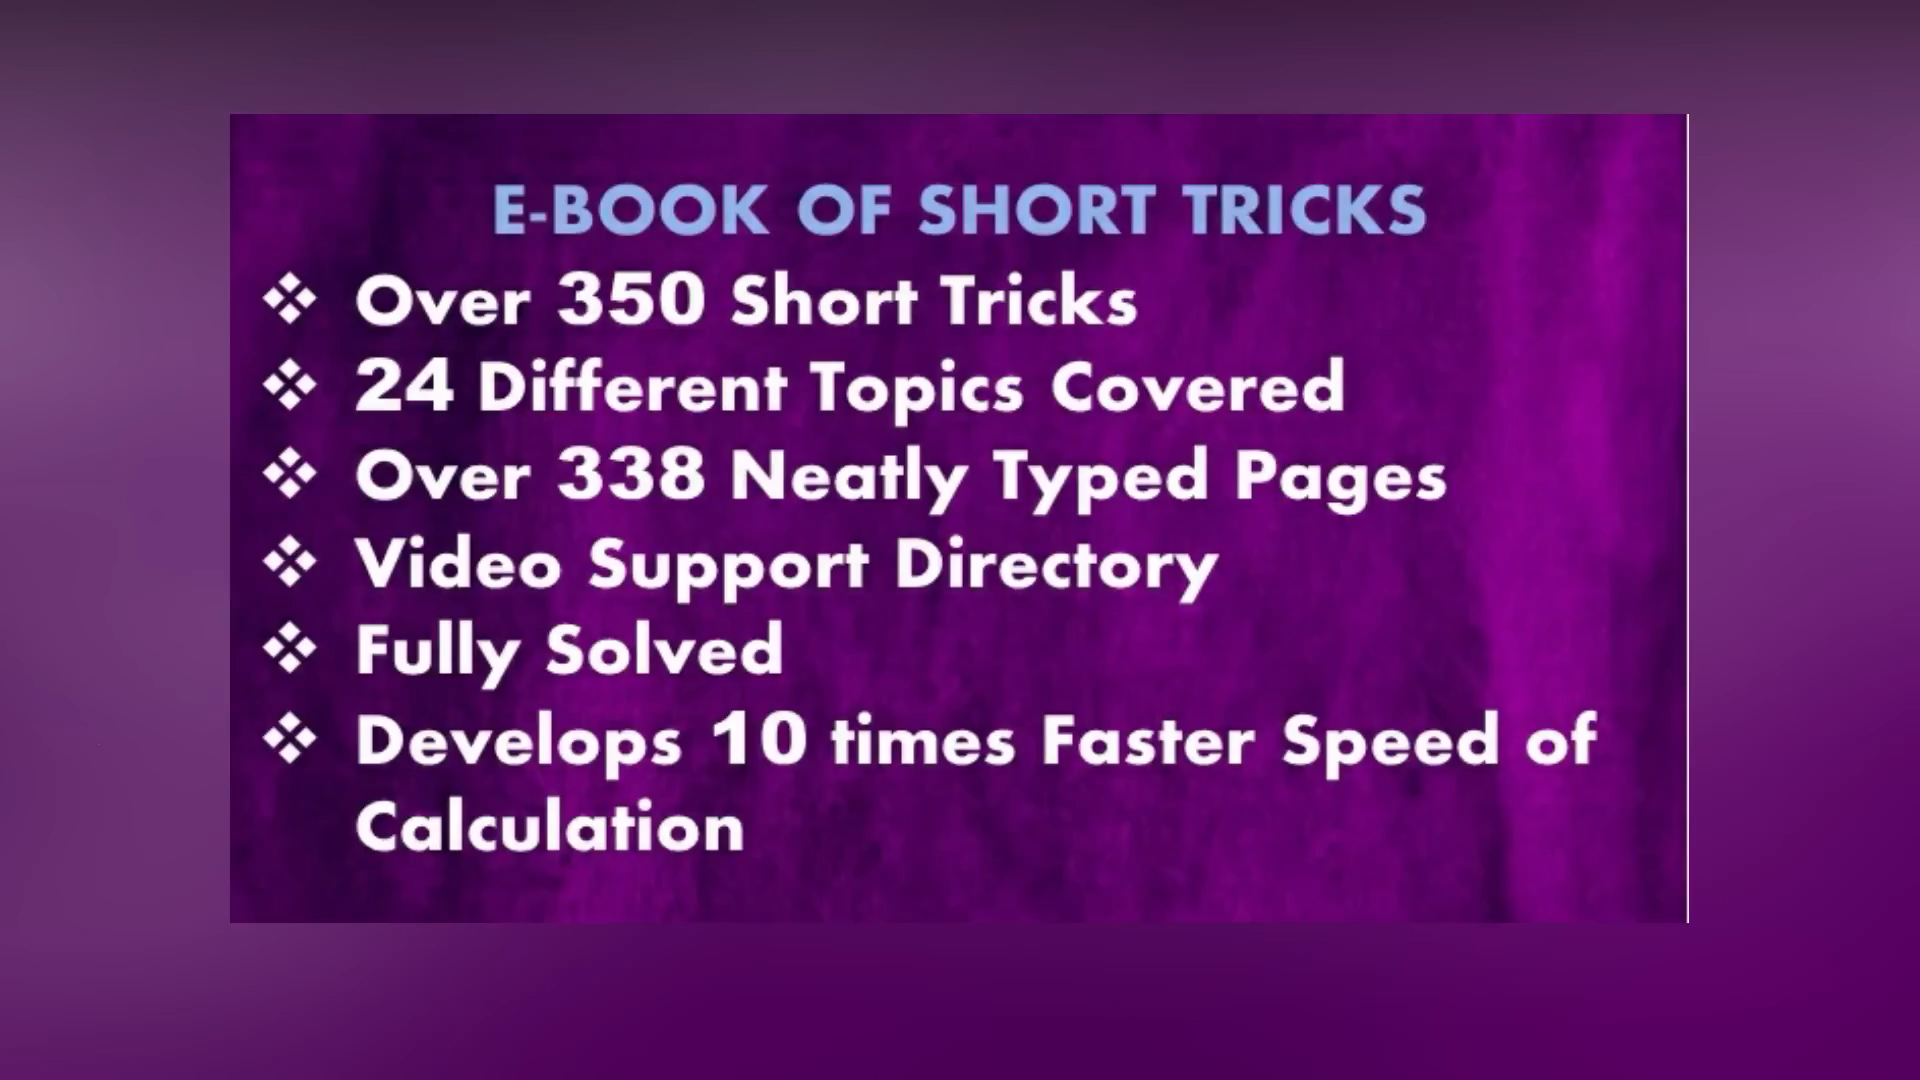 E-BOOK OF SHORT TRICKS
❖ Over 350 Short Tricks
❖ 24 Different Topics Covered
❖ Over 338 Neatly Typed Pages
❖ Video Support Directory
❖ Fully Solved
❖ Develops 10 times Faster Speed of
Calculation